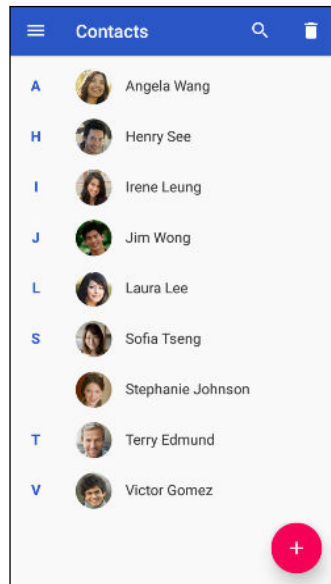 Contacts
A Angela Wang
H Henry See
I Irene Leung
J Jim Wong
L Laura Lee
S Sofia Tseng
Stephanie Johnson
T Terry Edmund
V Victor Gomez